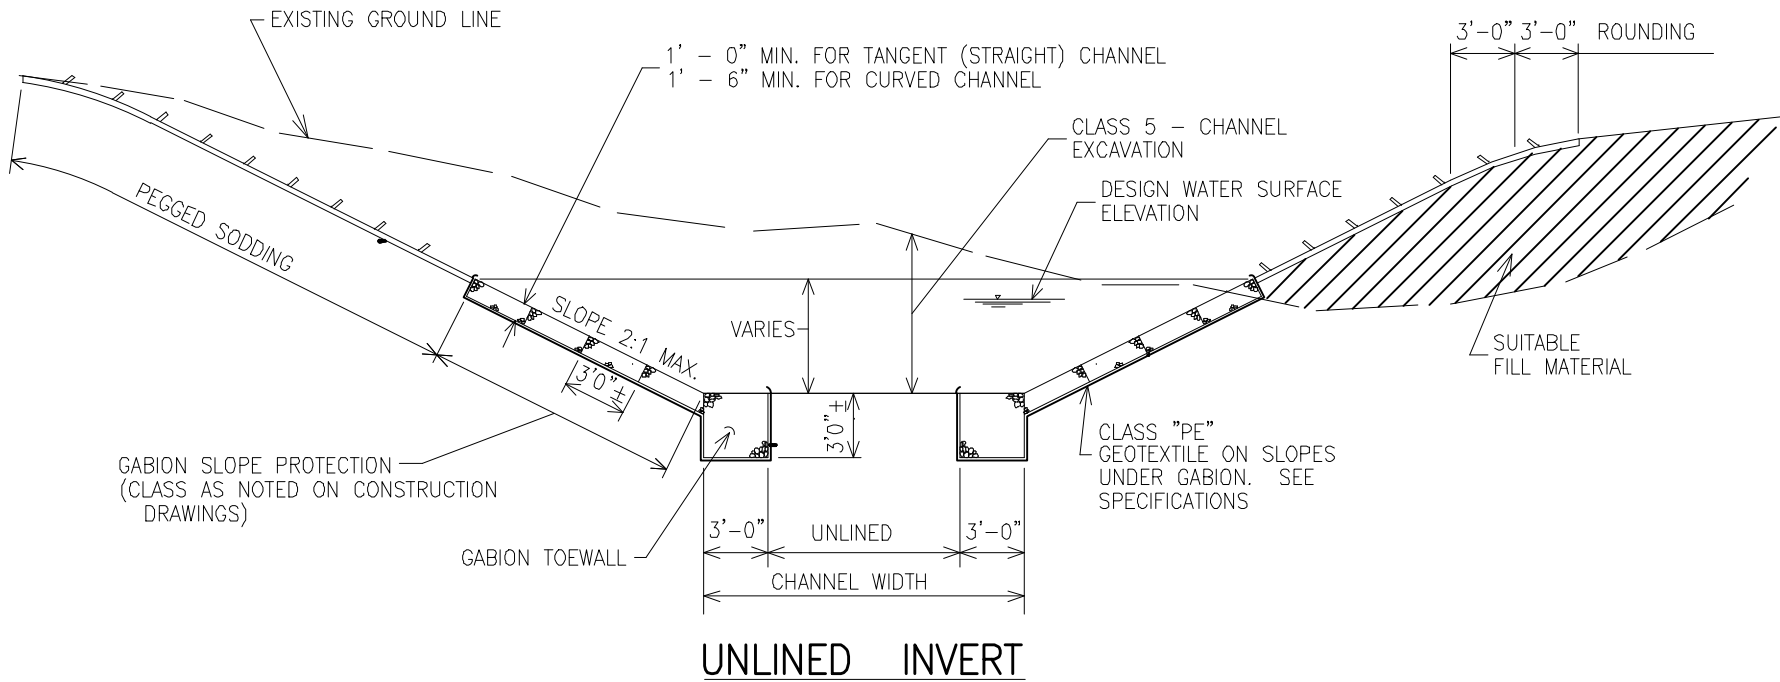 EXISTING GROUND LINE
1' - 0" MIN. FOR TANGENT (STRAIGHT) CHANNEL
1' - 6" MIN. FOR CURVED CHANNEL
3'-0" 3'-0" ROUNDING
CLASS 5 - CHANNEL
EXCAVATION
DESIGN WATER SURFACE
ELEVATION
PEGGED SODDING
SLOPE 2:1 MAX.
VARIES
3'0" ±
3'0" ±
SUITABLE
FILL MATERIAL
GABION SLOPE PROTECTION
(CLASS AS NOTED ON CONSTRUCTION
DRAWINGS)
CLASS "PE"
GEOTEXTILE ON SLOPES
UNDER GABION. SEE
SPECIFICATIONS
GABION TOEWALL
3'-0" UNLINED 3'-0"
CHANNEL WIDTH
UNLINED INVERT